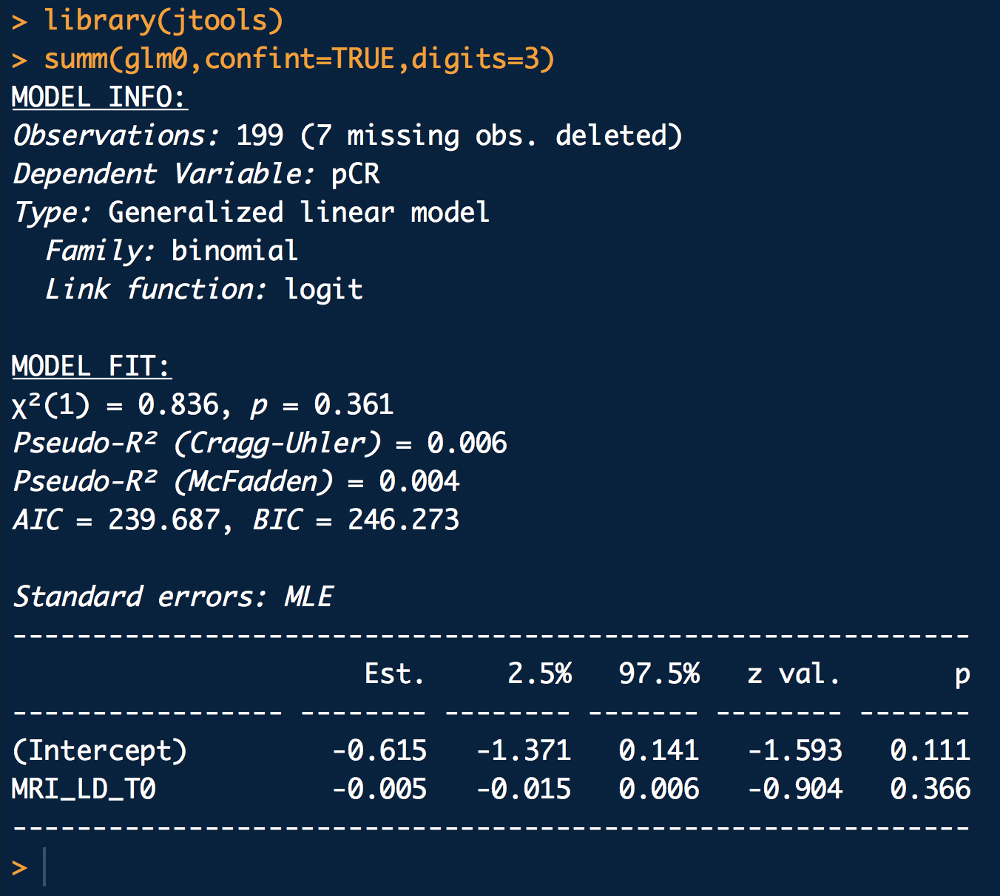 > library(jtools)
> summ(glm0,confint=TRUE,digits=3)
MODEL INFO:
Observations: 199 (7 missing obs. deleted)
Dependent Variable: pCR
Type: Generalized linear model
  Family: binomial
  Link function: logit
MODEL FIT:
χ²(1) = 0.836, p = 0.361
Pseudo-R² (Cragg-Uhler) = 0.006
Pseudo-R² (McFadden) = 0.004
AIC = 239.687, BIC = 246.273
Standard errors: MLE
------------------------------------------------------------
                      Est.     2.5%   97.5%   z val.       p
----------------- -------- -------- ------- -------- -------
(Intercept)         -0.615   -1.371   0.141   -1.593   0.111
MRI_LD_T0           -0.005   -0.015   0.006   -0.904   0.366
------------------------------------------------------------
>